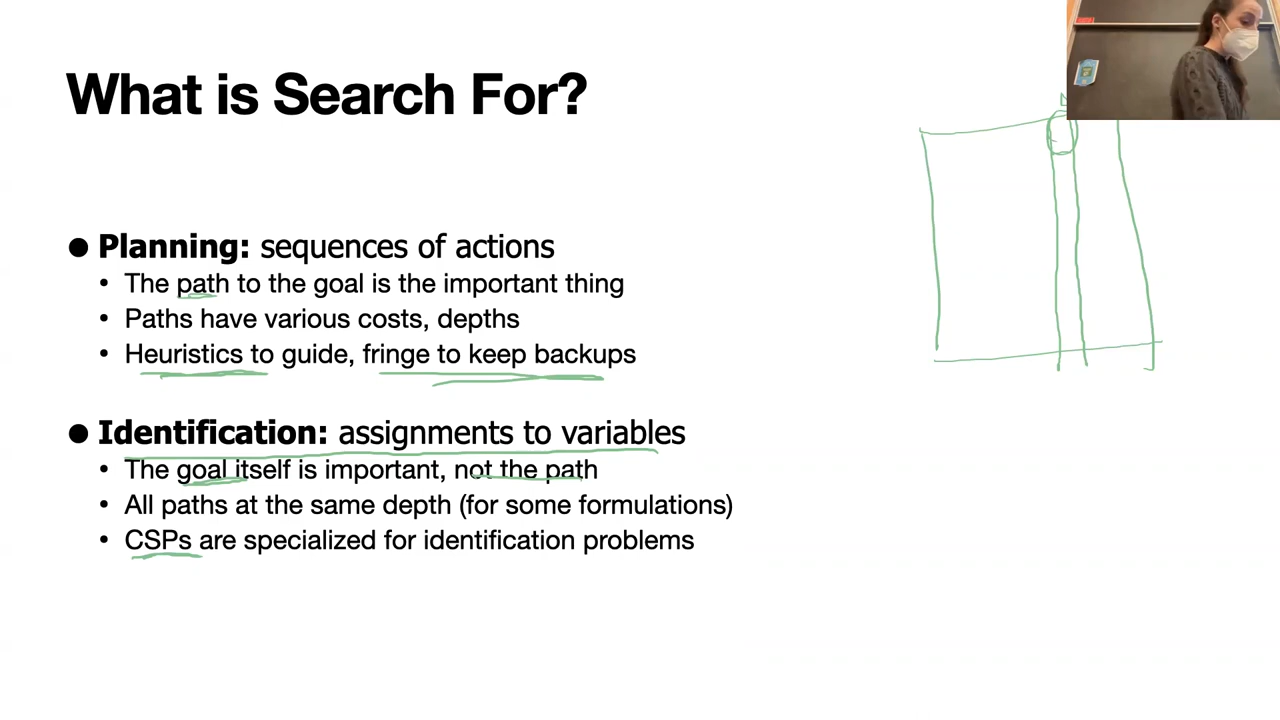 What is Search For?
● Planning: sequences of actions
• The path to the goal is the important thing
• Paths have various costs, depths
• Heuristics to guide, fringe to keep backups
● Identification: assignments to variables
• The goal itself is important, not the path
• All paths at the same depth (for some formulations)
• CSPs are specialized for identification problems